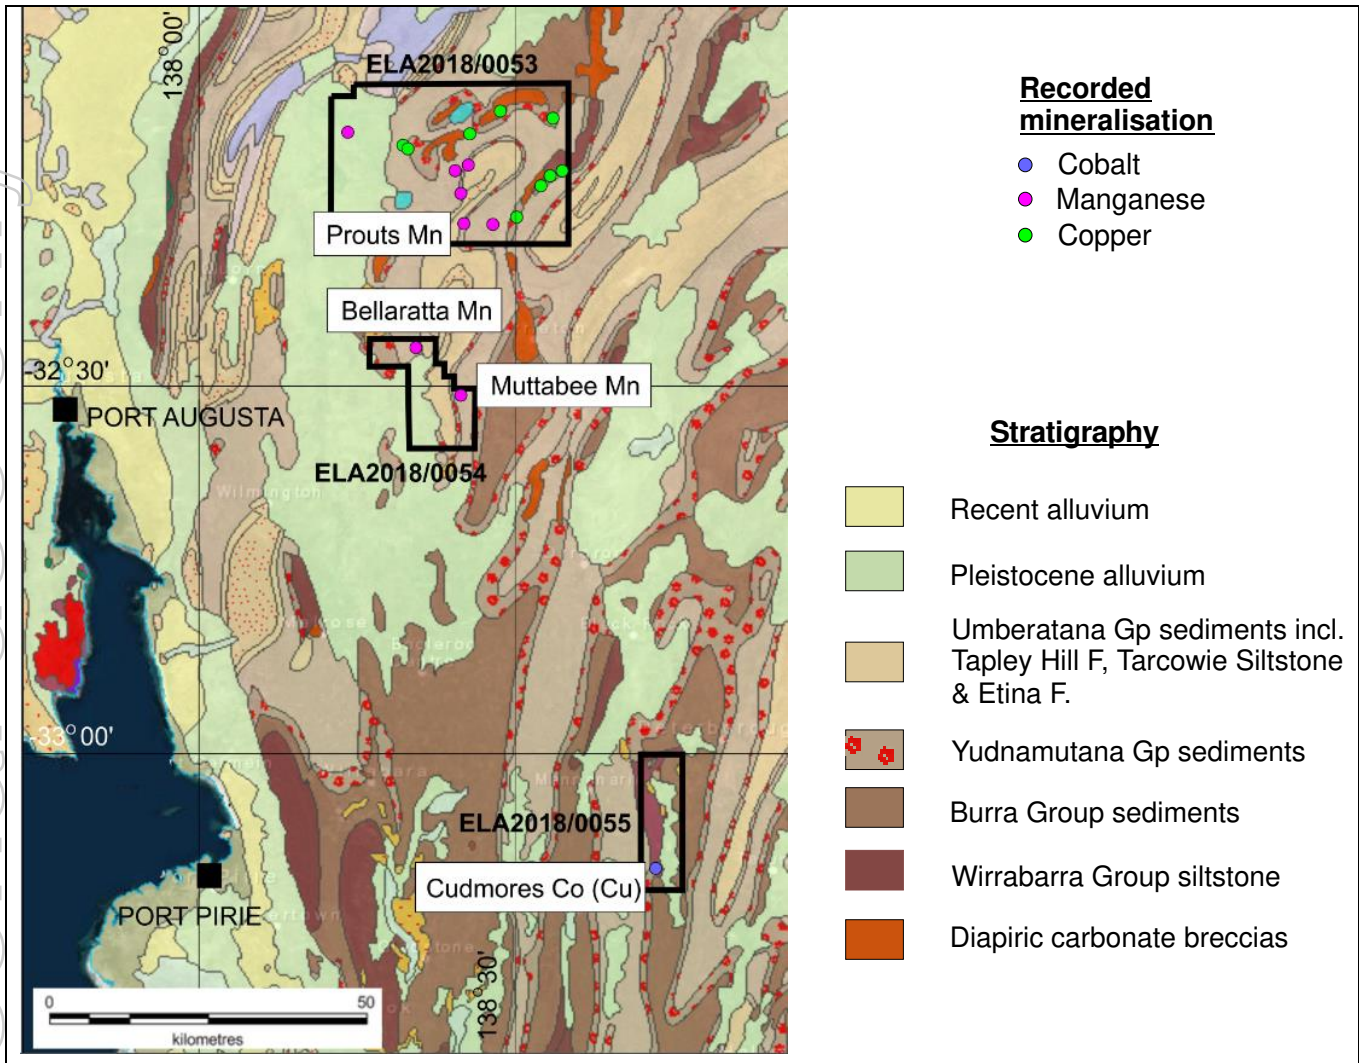 138°00'
ELA2018/0053
Prouts Mn
Bellaratta Mn
-32°30'
Muttabee Mn
PORT AUGUSTA
ELA2018/0054
Wilmington
Melrose
-33°00'
ELA2018/0055
Cudmores Co (Cu)
PORT PIRIE
138°30'
0 50
kilometres
Recorded
mineralisation
Cobalt
Manganese
Copper
Stratigraphy
Recent alluvium
Pleistocene alluvium
Umberatana Gp sediments incl.
Tapley Hill F, Tarcowie Siltstone
& Etina F.
Yudnamutana Gp sediments
Burra Group sediments
Wirrabarra Group siltstone
Diapiric carbonate breccias